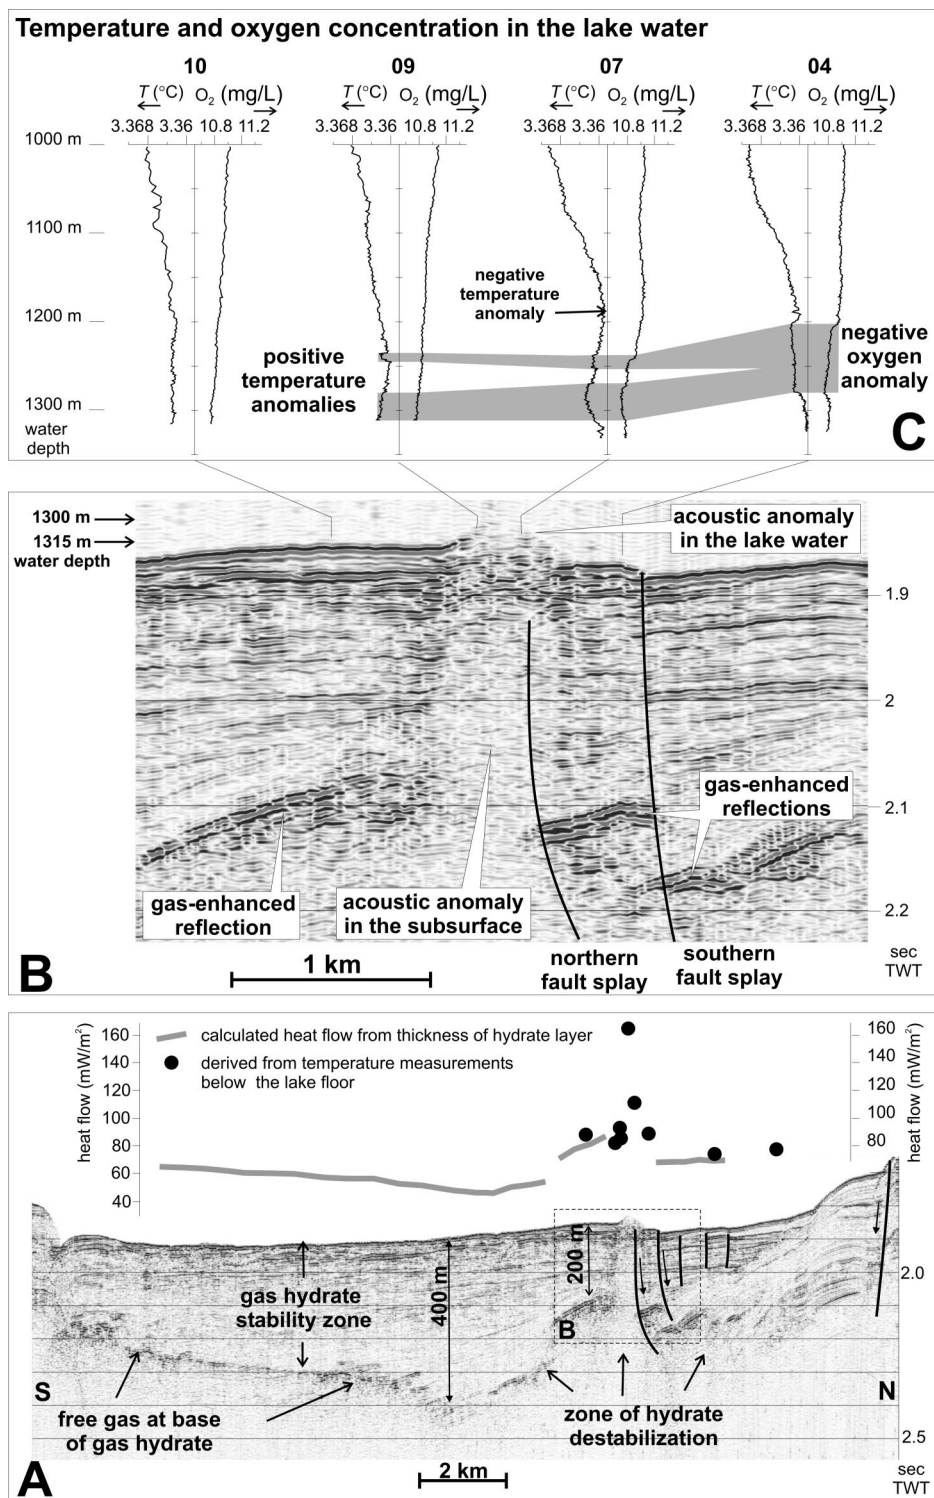 Temperature and oxygen concentration in the lake water
10 09 07 04
T (°C) O2 (mg/L) T (°C) O2 (mg/L) T (°C) O2 (mg/L) T (°C) O2 (mg/L)
3.368 3.36 10.8 11.2 3.368 3.36 10.8 11.2 3.368 3.36 10.8 11.2 3.368 3.36 10.8 11.2
1000 m
1100 m
1200 m
1300 m
water
depth
negative
temperature
anomaly
positive
temperature
anomalies
negative
oxygen
anomaly
C
1300 m
1315 m
water depth
acoustic anomaly
in the lake water
1.9
2
2.1
2.2
sec
TWT
gas-enhanced
reflections
gas-enhanced
reflection
acoustic anomaly
in the subsurface
northern
fault splay
southern
fault splay
B
1 km
heat flow (mW/m²)
160
140
120
100
80
60
40
calculated heat flow from thickness of hydrate layer
derived from temperature measurements
below the lake floor
heat flow (mW/m²)
160
140
120
100
80
200 m
400 m
gas hydrate
stability zone
B
2.0
2.5
sec
TWT
S
N
free gas at base
of gas hydrate
zone of hydrate
destabilization
A
2 km